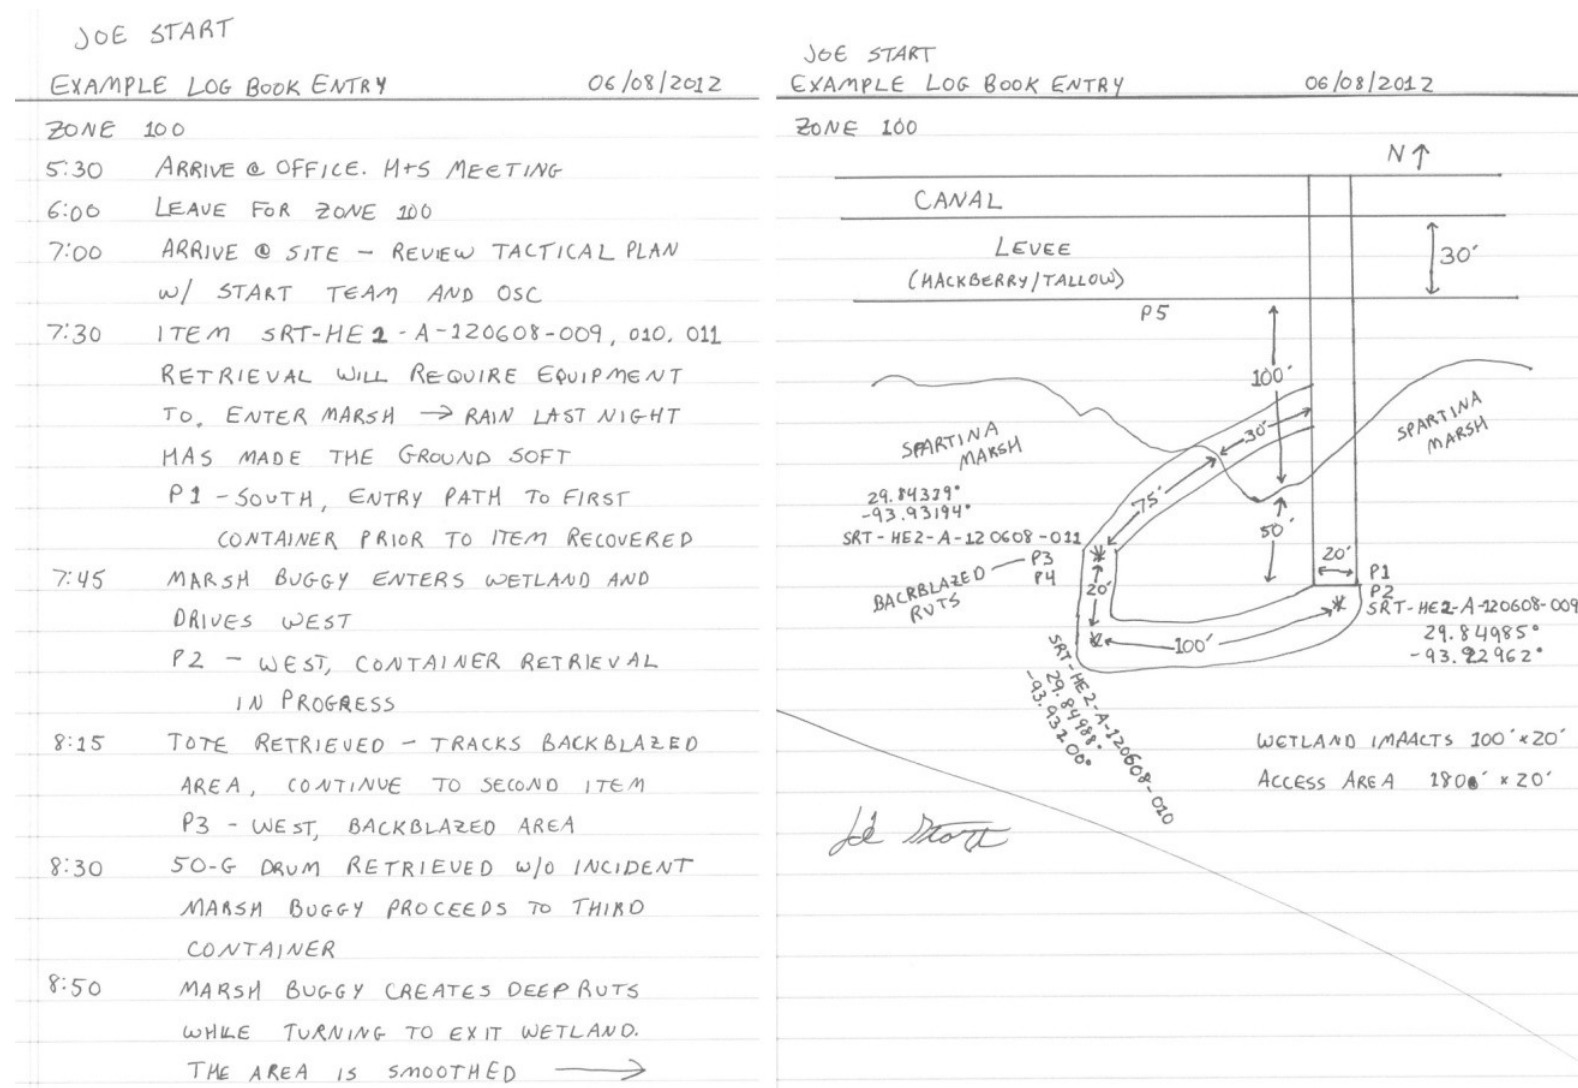 JOE START
EXAMPLE LOG BOOK ENTRY 06/08/2012
ZONE 100
5:30 ARRIVE @ OFFICE. H+S MEETING
6:00 LEAVE FOR ZONE 100
7:00 ARRIVE @ SITE - REVIEW TACTICAL PLAN
W/ START TEAM AND OSC
7:30 ITEM SRT-HE2-A-120608-009, 010, 011
RETRIEVAL WILL REQUIRE EQUIPMENT
TO. ENTER MARSH → RAIN LAST NIGHT
HAS MADE THE GROUND SOFT
P1 - SOUTH, ENTRY PATH TO FIRST
CONTAINER PRIOR TO ITEM RECOVERED
7:45 MARSH BUGGY ENTERS WETLAND AND
DRIVES WEST
P2 - WEST, CONTAINER RETRIEVAL
IN PROGRESS
8:15 TOTE RETRIEVED - TRACKS BACKBLAZED
AREA, CONTINUE TO SECOND ITEM
P3 - WEST, BACKBLAZED AREA
8:30 50-G DRUM RETRIEVED W/O INCIDENT
MARSH BUGGY PROCEEDS TO THIRD
CONTAINER
8:50 MARSH BUGGY CREATES DEEP RUTS
WHILE TURNING TO EXIT WETLAND.
THE AREA IS SMOOTHED →
JOE START
EXAMPLE LOG BOOK ENTRY 06/08/2012
ZONE 100
N ↑
CANAL
LEVEE
(HACKBERRY/TALLOW)
30'
P5
100'
SPARTINA
MARSH
30'
SPARTINA
MARSH
29.84379°
-93.93194°
75'
50'
SRT-HE2-A-120608-011
P3
P4
BACRBLAZED
RUTS
20'
20'
P1
P2
SRT-HE2-A-120608-009
29.84985°
-93.92962°
100'
SRT-HE2-A-120608-010
29.84988°
-93.93200°
WETLAND IMPAACTS 100' x 20'
ACCESS AREA 180' x 20'
Joe Start